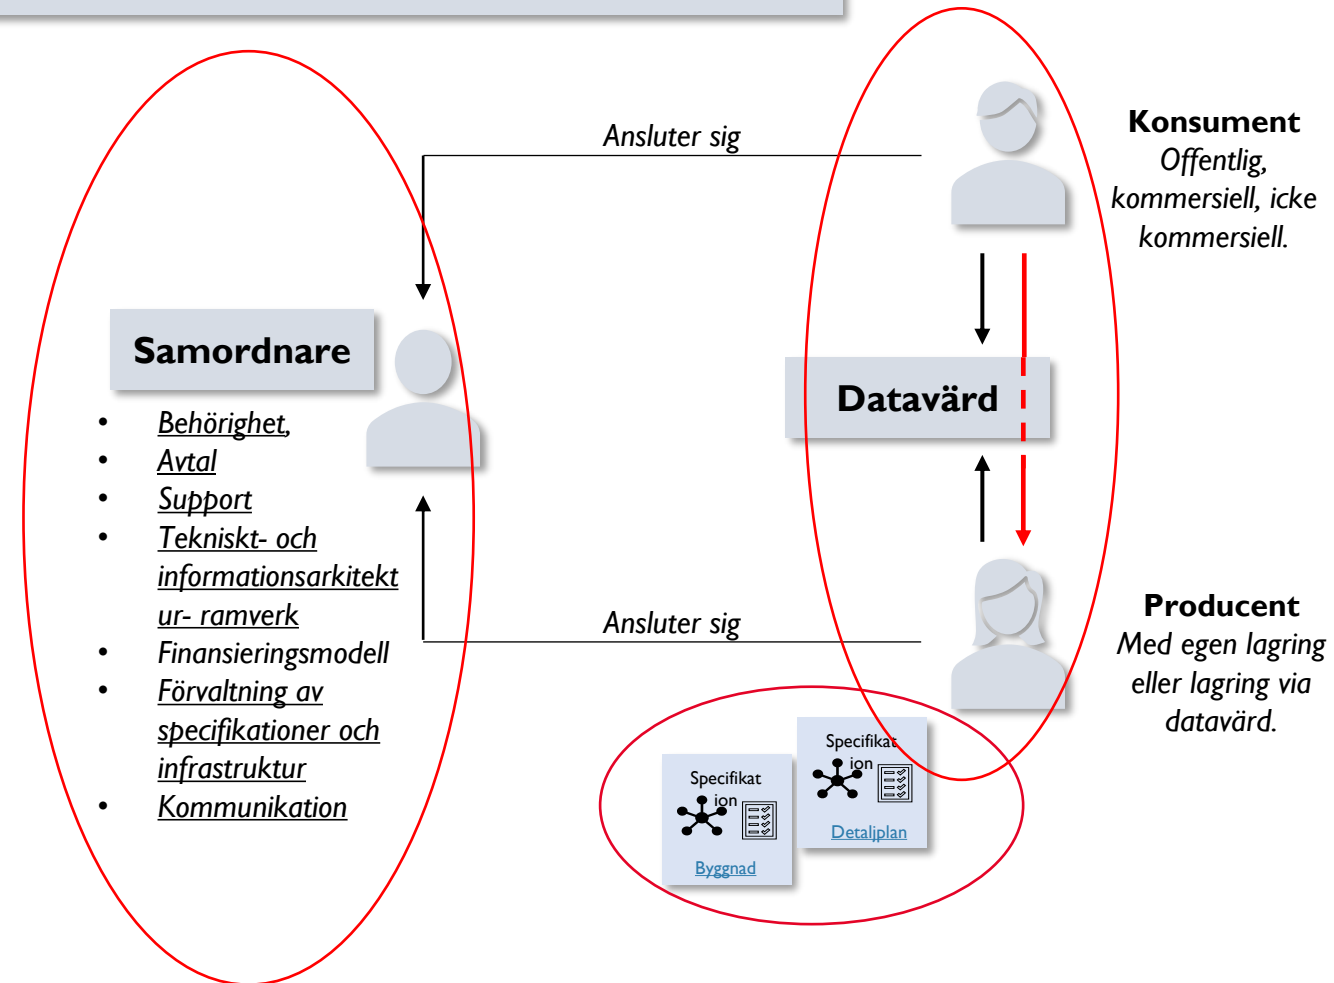 Ansluter sig
Konsument
Offentlig,
kommersiell, icke
kommersiell.
Samordnare
• Behörighet,
• Avtal
• Support
• Tekniskt- och
informationsarkitekt
ur- ramverk
• Finansieringsmodell
• Förvaltning av
specifikationer och
infrastruktur
• Kommunikation
Datavärd
Ansluter sig
Producent
Med egen lagring
eller lagring via
datavärd.
Specifikat
ion
Byggnad
Specifikat
ion
Detaljplan